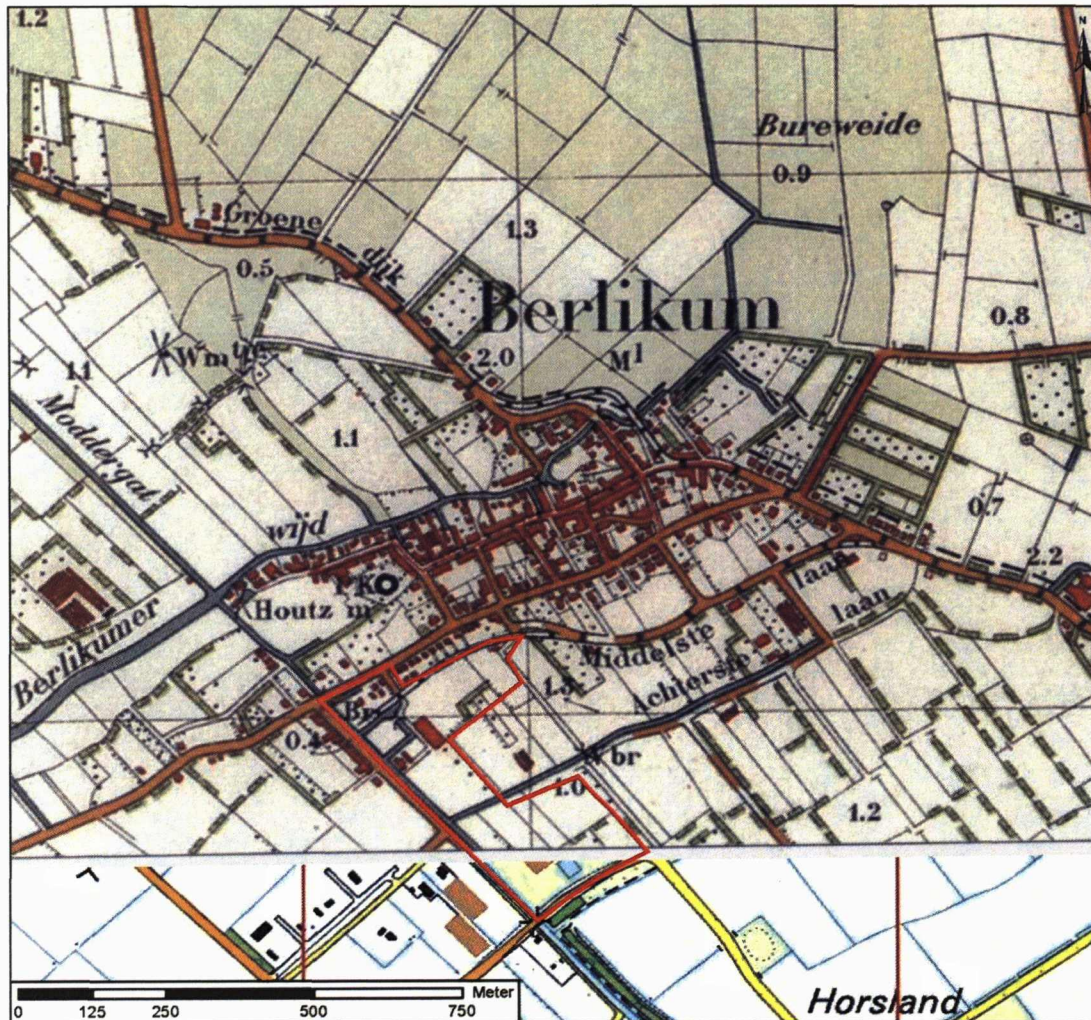 1.2
N
Bureweide
0.9
Groene
dijk
1.3
0.5
Berlikum
0.8
Wm
2.0
M
1.1
Moddergat
1.1
wijd
0.7
2.2
K
Houtz m
laan
laan
Berlikumer
Middelste
Achterste
1.3
Br
0.4
W br
1.0
1.2
Meter
0 125 250 500 750
Horsland